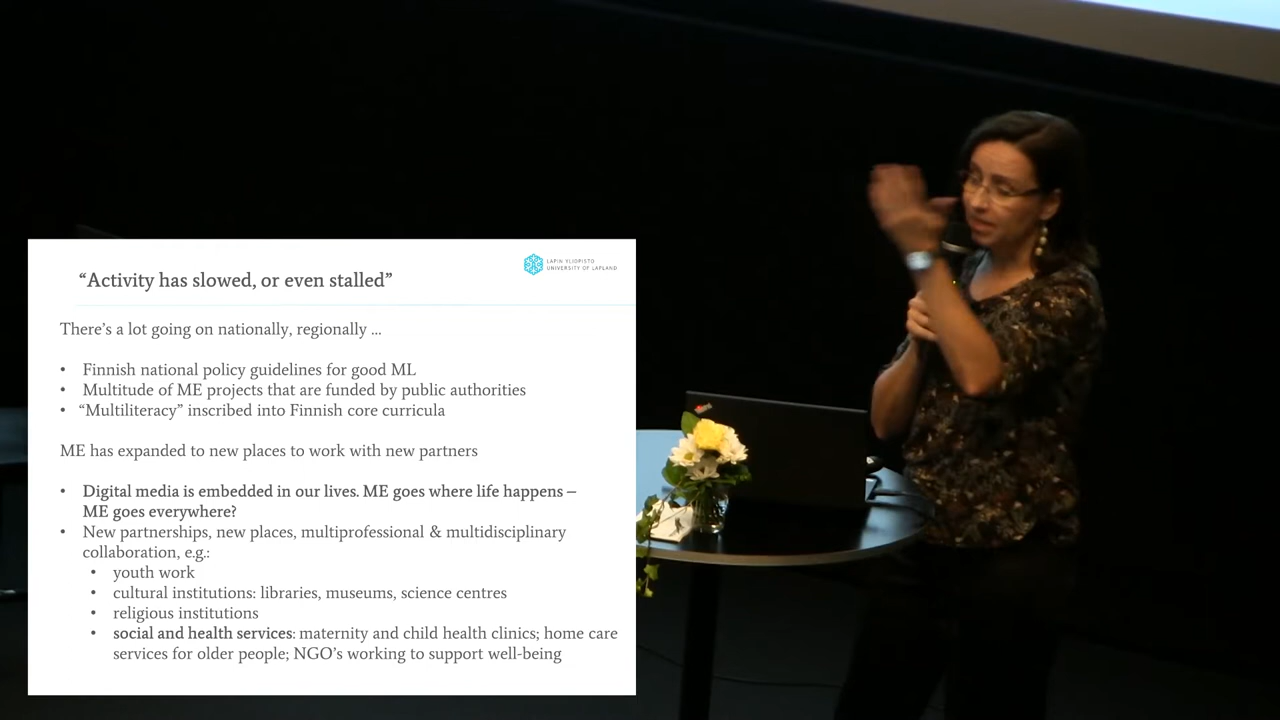 “Activity has slowed, or even stalled”
LAPIN YLIOPISTO
UNIVERSITY OF LAPLAND
There’s a lot going on nationally, regionally ...
• Finnish national policy guidelines for good ML
• Multitude of ME projects that are funded by public authorities
• “Multiliteracy” inscribed into Finnish core curricula
ME has expanded to new places to work with new partners
• Digital media is embedded in our lives. ME goes where life happens –
ME goes everywhere?
• New partnerships, new places, multiprofessional & multidisciplinary
collaboration, e.g.:
• youth work
• cultural institutions: libraries, museums, science centres
• religious institutions
• social and health services: maternity and child health clinics; home care
services for older people; NGO’s working to support well-being